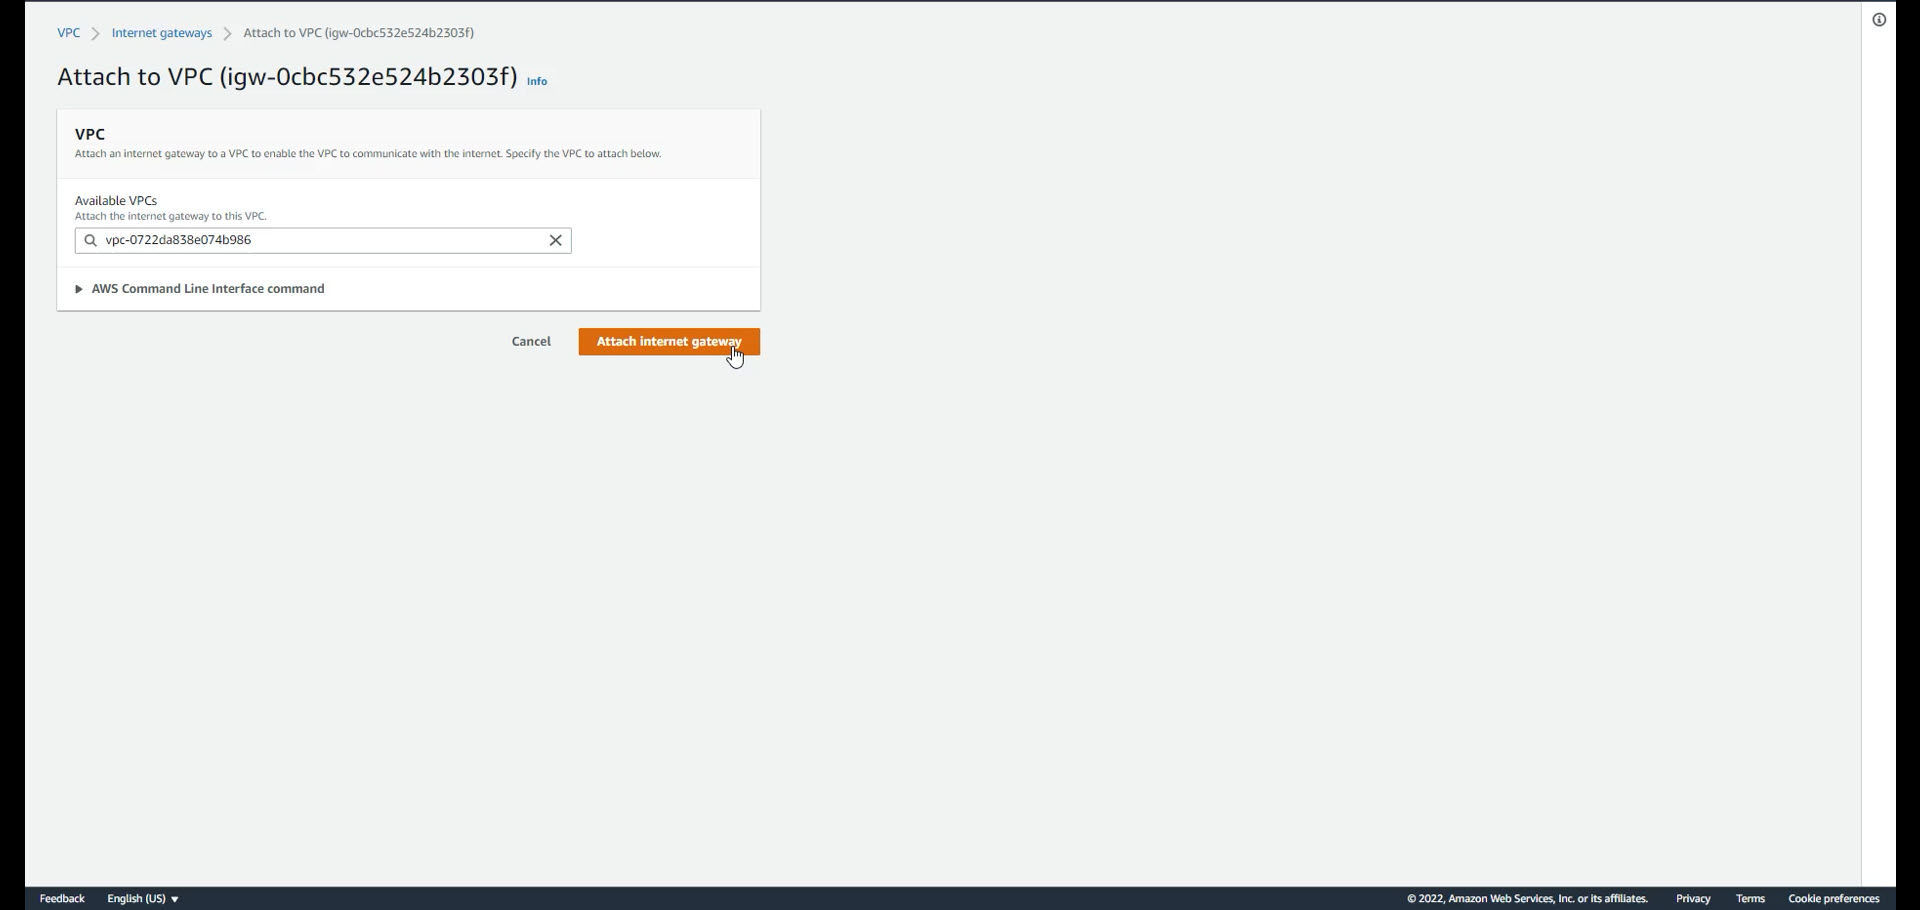 VPC > Internet gateways > Attach to VPC (igw-0cbc532e524b2303f)
Attach to VPC (igw-0cbc532e524b2303f) Info
VPC
Attach an internet gateway to a VPC to enable the VPC to communicate with the internet. Specify the VPC to attach below.
Available VPCs
Attach the internet gateway to this VPC.
vpc-0722da838e074b986
AWS Command Line Interface command
Cancel Attach internet gateway
Feedback English (US) © 2022, Amazon Web Services, Inc. or its affiliates. Privacy Terms Cookie preferences